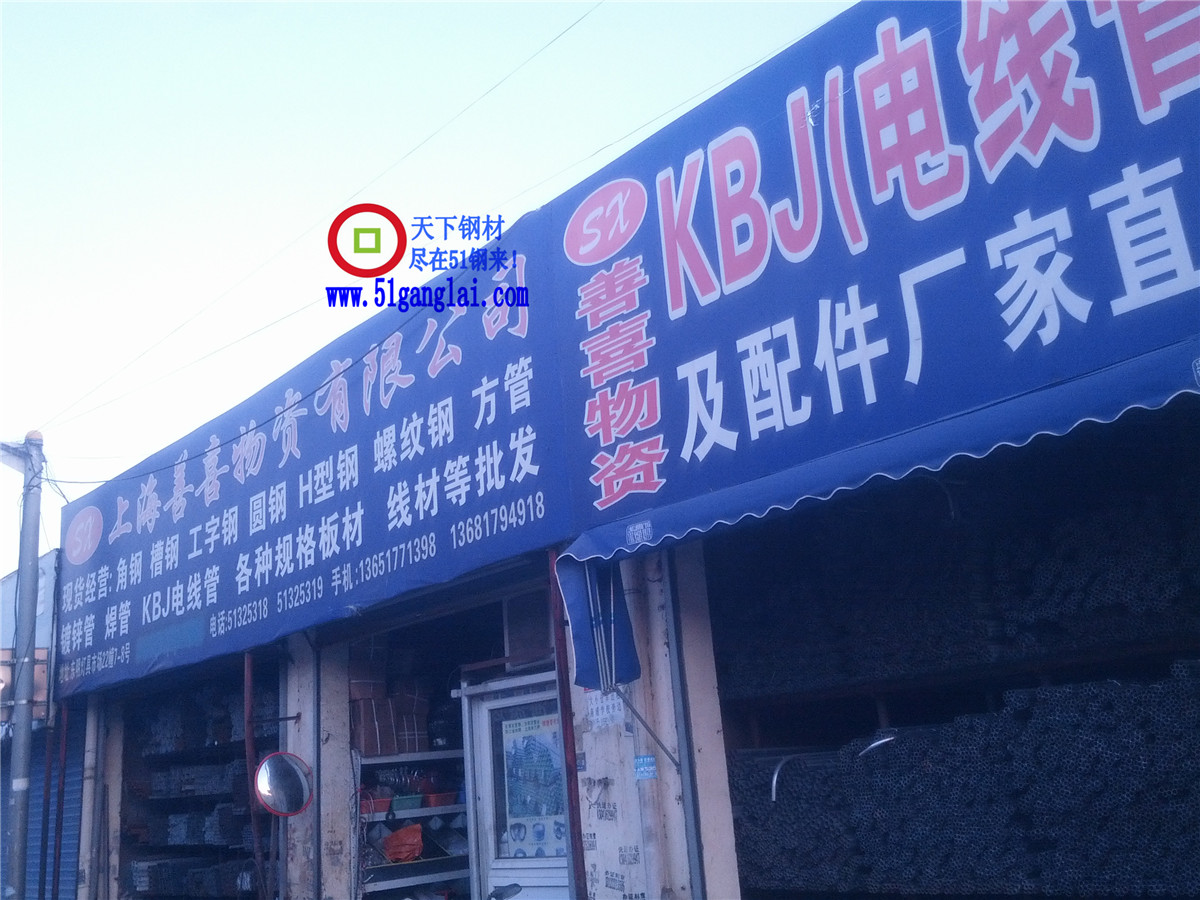 天下钢材
尽在51钢来!
www.51ganglai.com
SX 上海善喜物资有限公司
现货经营: 角钢 槽钢 工字钢 圆钢 H型钢 螺纹钢 方管
镀锌管 焊管 KBJ电线管 各种规格板材 线材等批发
电话:51325318 51325319 手机:13651771398 13681794918
SX
善喜物资
KBJ(电线管
及配件厂家直